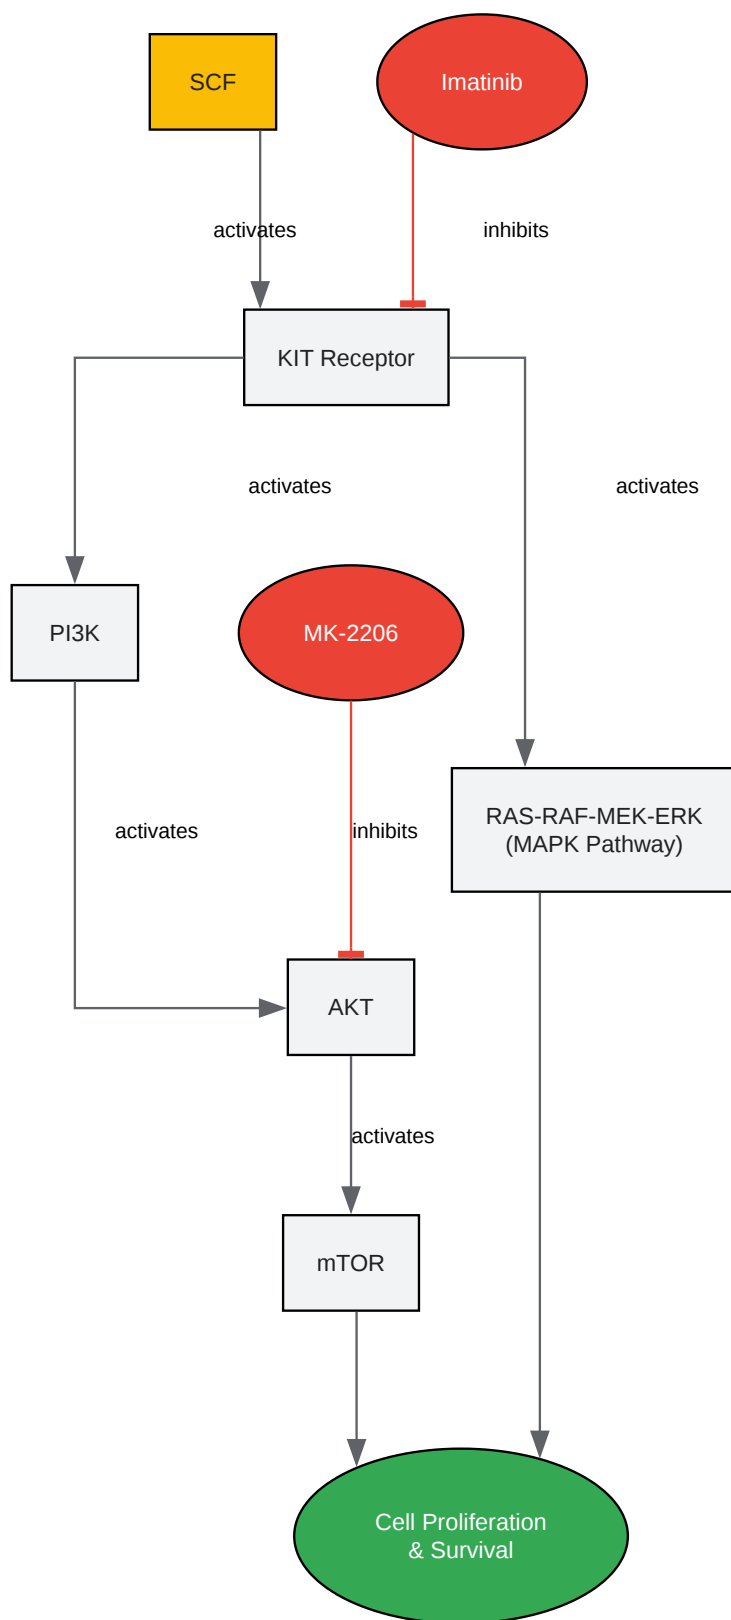 SCF
Imatinib
activates
inhibits
KIT Receptor
activates
activates
PI3K
MK-2206
RAS-RAF-MEK-ERK
(MAPK Pathway)
activates
inhibits
AKT
activates
mTOR
Cell Proliferation
& Survival